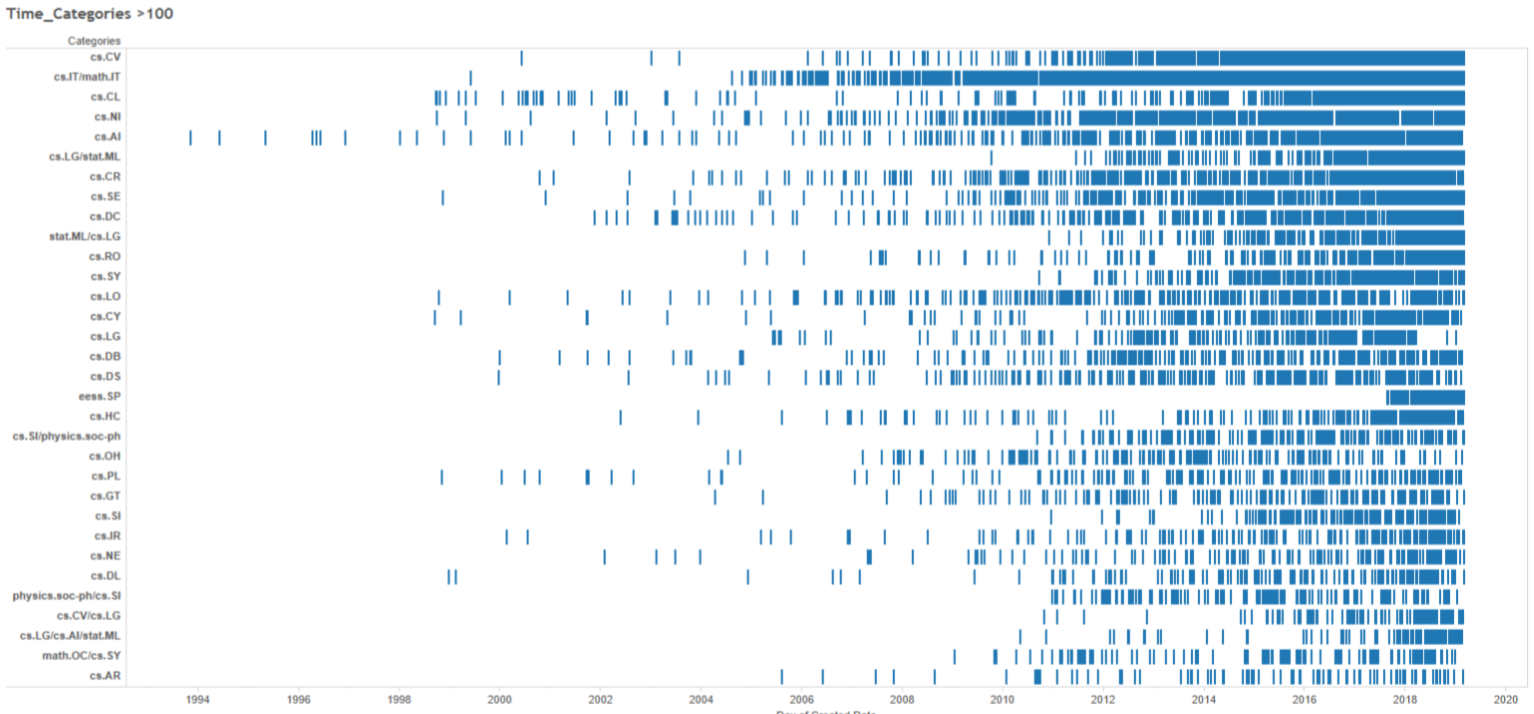 Time_Categories >100
Categories
cs.CV
cs.IT/math.IT
cs.CL
cs.NI
cs.AI
cs.LG/stat.ML
cs.CR
cs.SE
cs.DC
stat.ML/cs.LG
cs.RO
cs.SY
cs.LO
cs.CY
cs.LG
cs.DB
cs.DS
eess.SP
cs.HC
cs.SI/physics.soc-ph
cs.OH
cs.PL
cs.GT
cs.SI
cs.IR
cs.NE
cs.DL
physics.soc-ph/cs.SI
cs.CV/cs.LG
cs.LG/cs.AI/stat.ML
math.OC/cs.SY
cs.AR
1994 1996 1998 2000 2002 2004 2006 2008 2010 2012 2014 2016 2018 2020
Day of Created Date